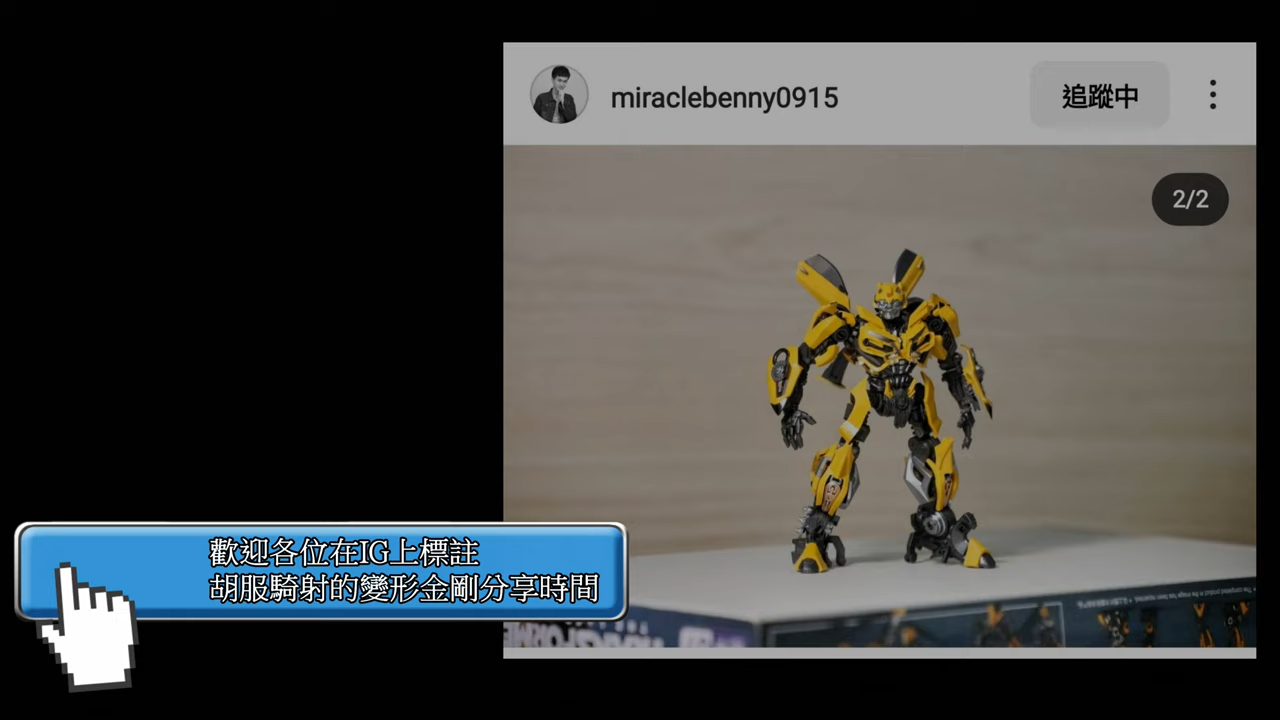 miraclebenny0915
追蹤中
2/2
歡迎各位在IG上標註
胡服騎射的變形金剛分享時間